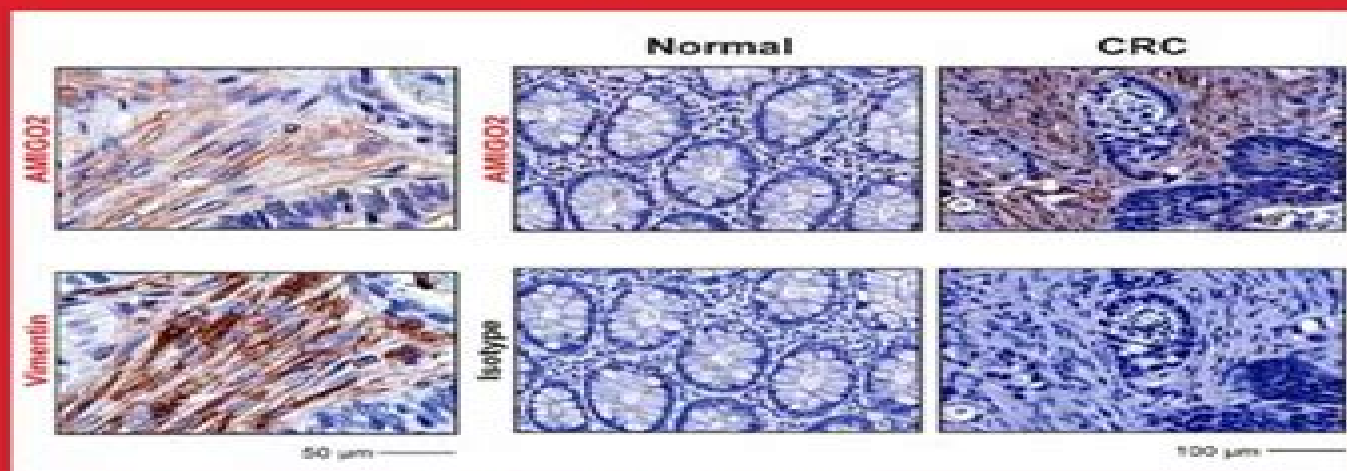 Normal
CRC
AMIGO2
AMIGO2
Vimentin
Isotype
50 μm
100 μm